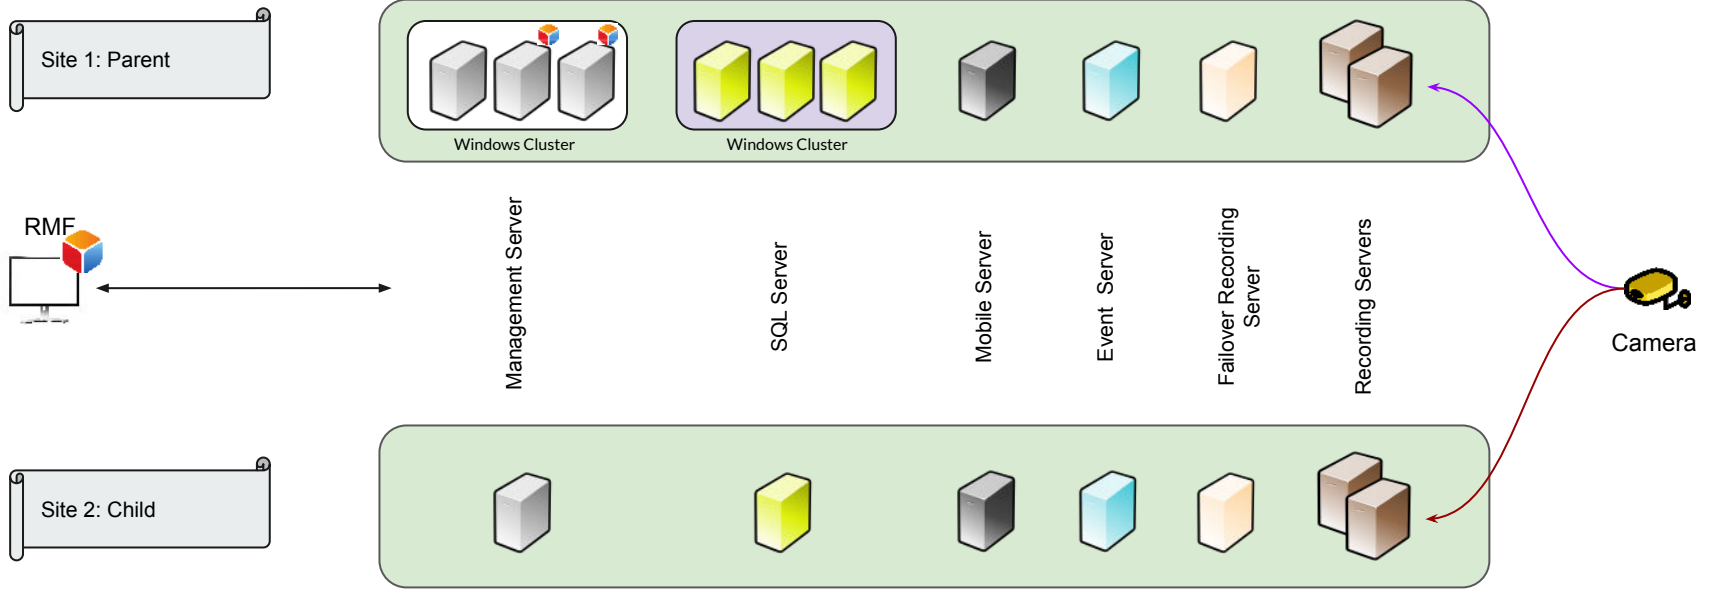 Site 1: Parent
Windows Cluster
Windows Cluster
RMF
Management Server
SQL Server
Mobile Server
Event Server
Failover Recording
Server
Recording Servers
Camera
Site 2: Child